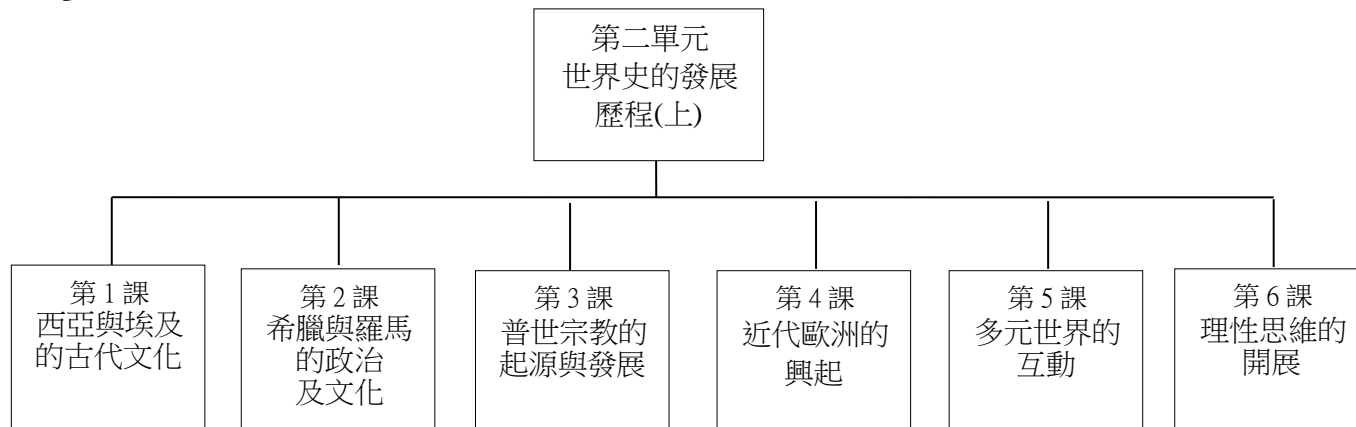 第二單元
世界史的發展
歷程(上)
第 1 課
西亞與埃及
的古代文化
第 2 課
希臘與羅馬
的政治
及文化
第 3 課
普世宗教的
起源與發展
第 4 課
近代歐洲的
興起
第 5 課
多元世界的
互動
第 6 課
理性思維的
開展